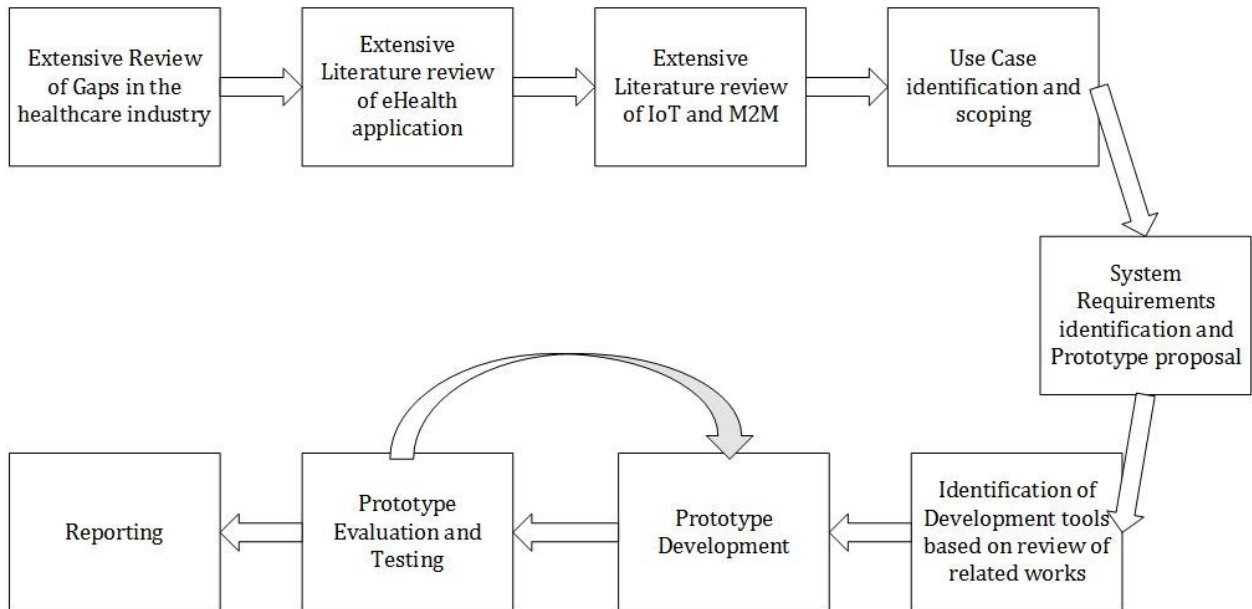 Extensive Review
of Gaps in the
healthcare industry
Extensive
Literature review
of eHealth
application
Extensive
Literature review
of IoT and M2M
Use Case
identification and
scoping
System
Requirements
identification and
Prototype proposal
Identification of
Development tools
based on review of
related works
Prototype
Development
Prototype
Evaluation and
Testing
Reporting